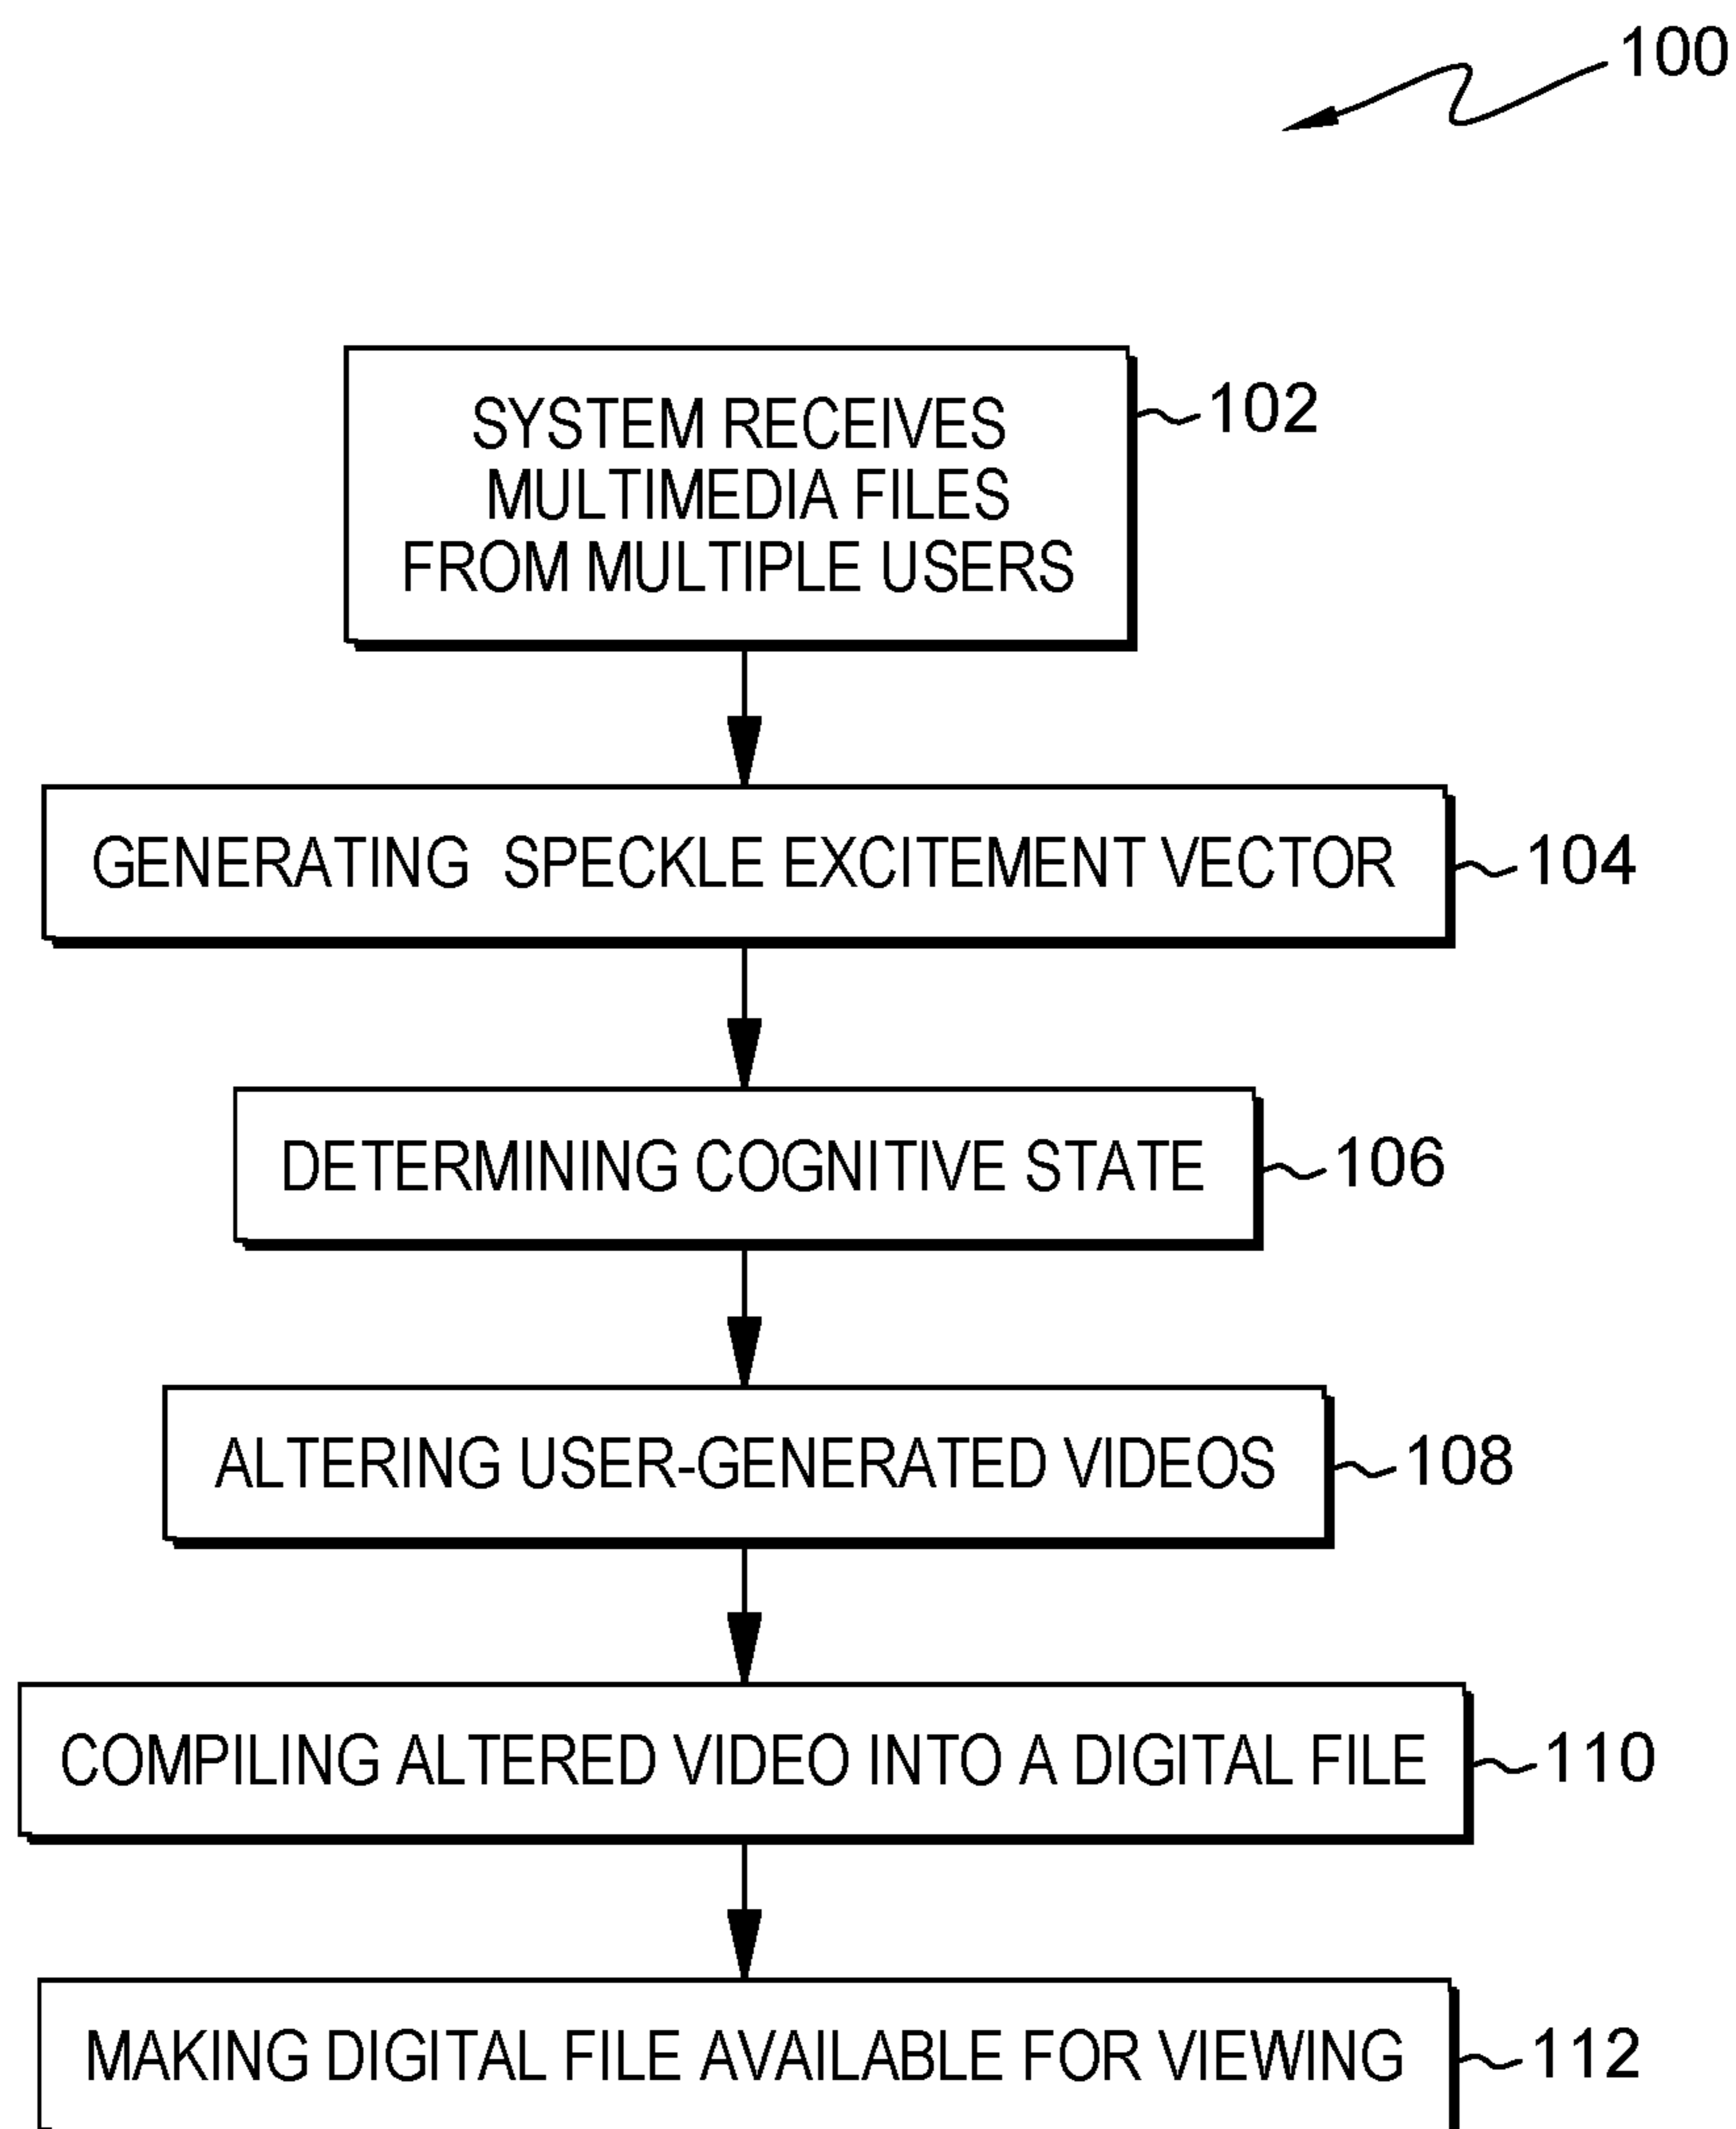 100
SYSTEM RECEIVES
MULTIMEDIA FILES
FROM MULTIPLE USERS
102
GENERATING SPECKLE EXCITEMENT VECTOR
104
DETERMINING COGNITIVE STATE
106
ALTERING USER-GENERATED VIDEOS
108
COMPILING ALTERED VIDEO INTO A DIGITAL FILE
110
MAKING DIGITAL FILE AVAILABLE FOR VIEWING
112